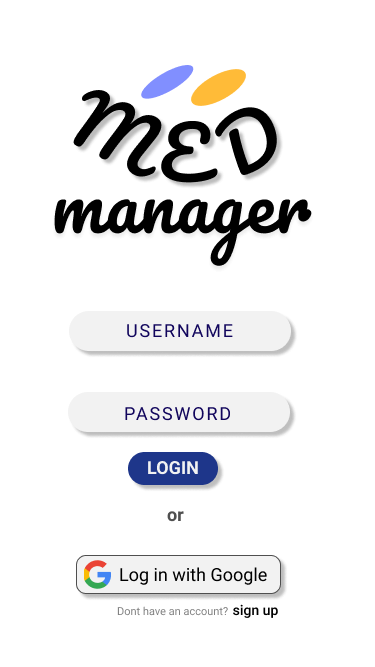 MED
manager
USERNAME
PASSWORD
LOGIN
or
Log in with Google
Dont have an account? sign up